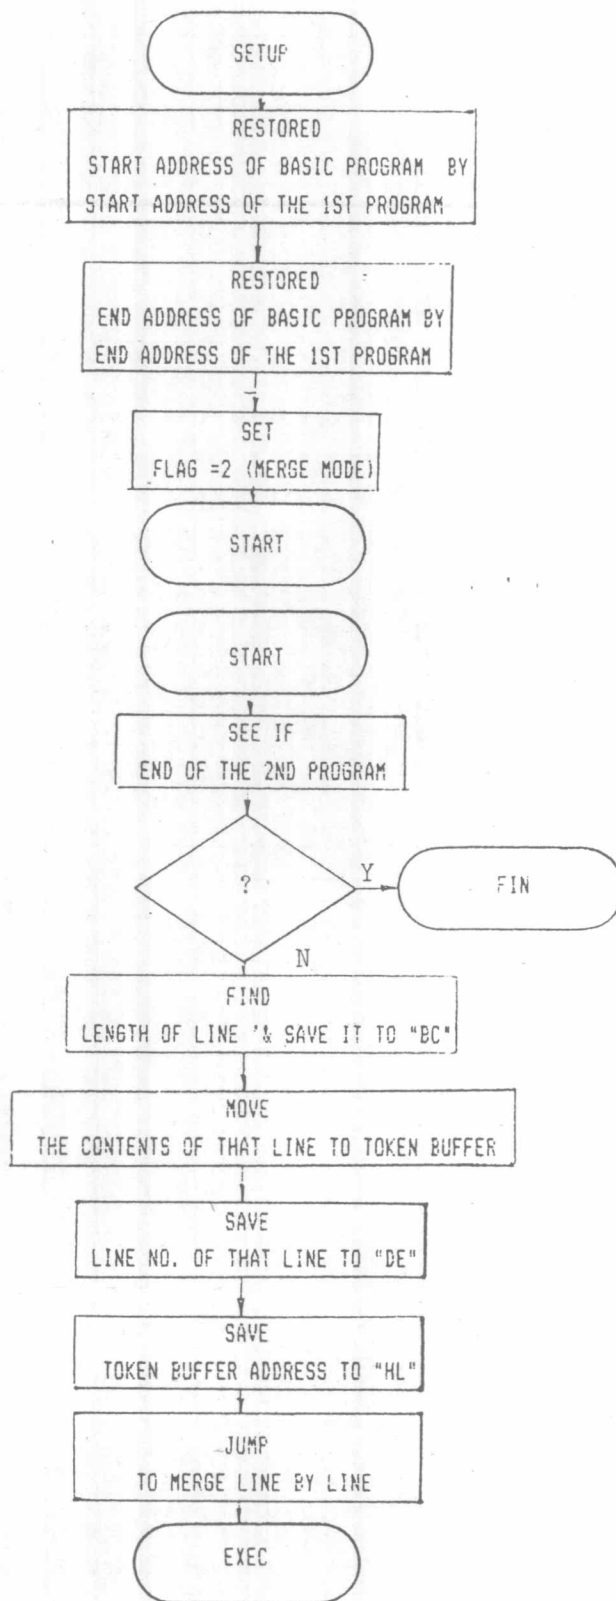 SETUP
RESTORED
START ADDRESS OF BASIC PROGRAM BY
START ADDRESS OF THE 1ST PROGRAM
RESTORED
END ADDRESS OF BASIC PROGRAM BY
END ADDRESS OF THE 1ST PROGRAM
SET
FLAG =2 (MERGE MODE)
START
START
SEE IF
END OF THE 2ND PROGRAM
?
Y
FIN
N
FIND
LENGTH OF LINE '& SAVE IT TO "BC"
MOVE
THE CONTENTS OF THAT LINE TO TOKEN BUFFER
SAVE
LINE NO. OF THAT LINE TO "DE"
SAVE
TOKEN BUFFER ADDRESS TO "HL"
JUMP
TO MERGE LINE BY LINE
EXEC